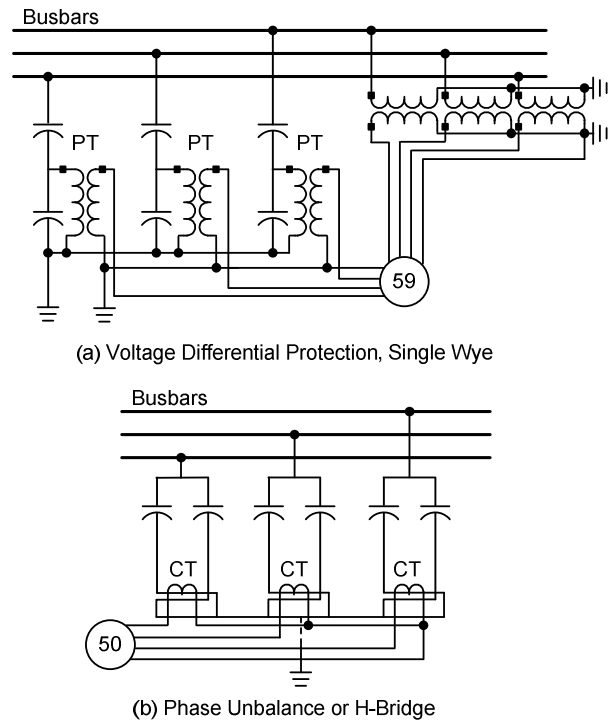 Busbars
PT PT PT
59
(a) Voltage Differential Protection, Single Wye
Busbars
CT CT CT
50
(b) Phase Unbalance or H-Bridge